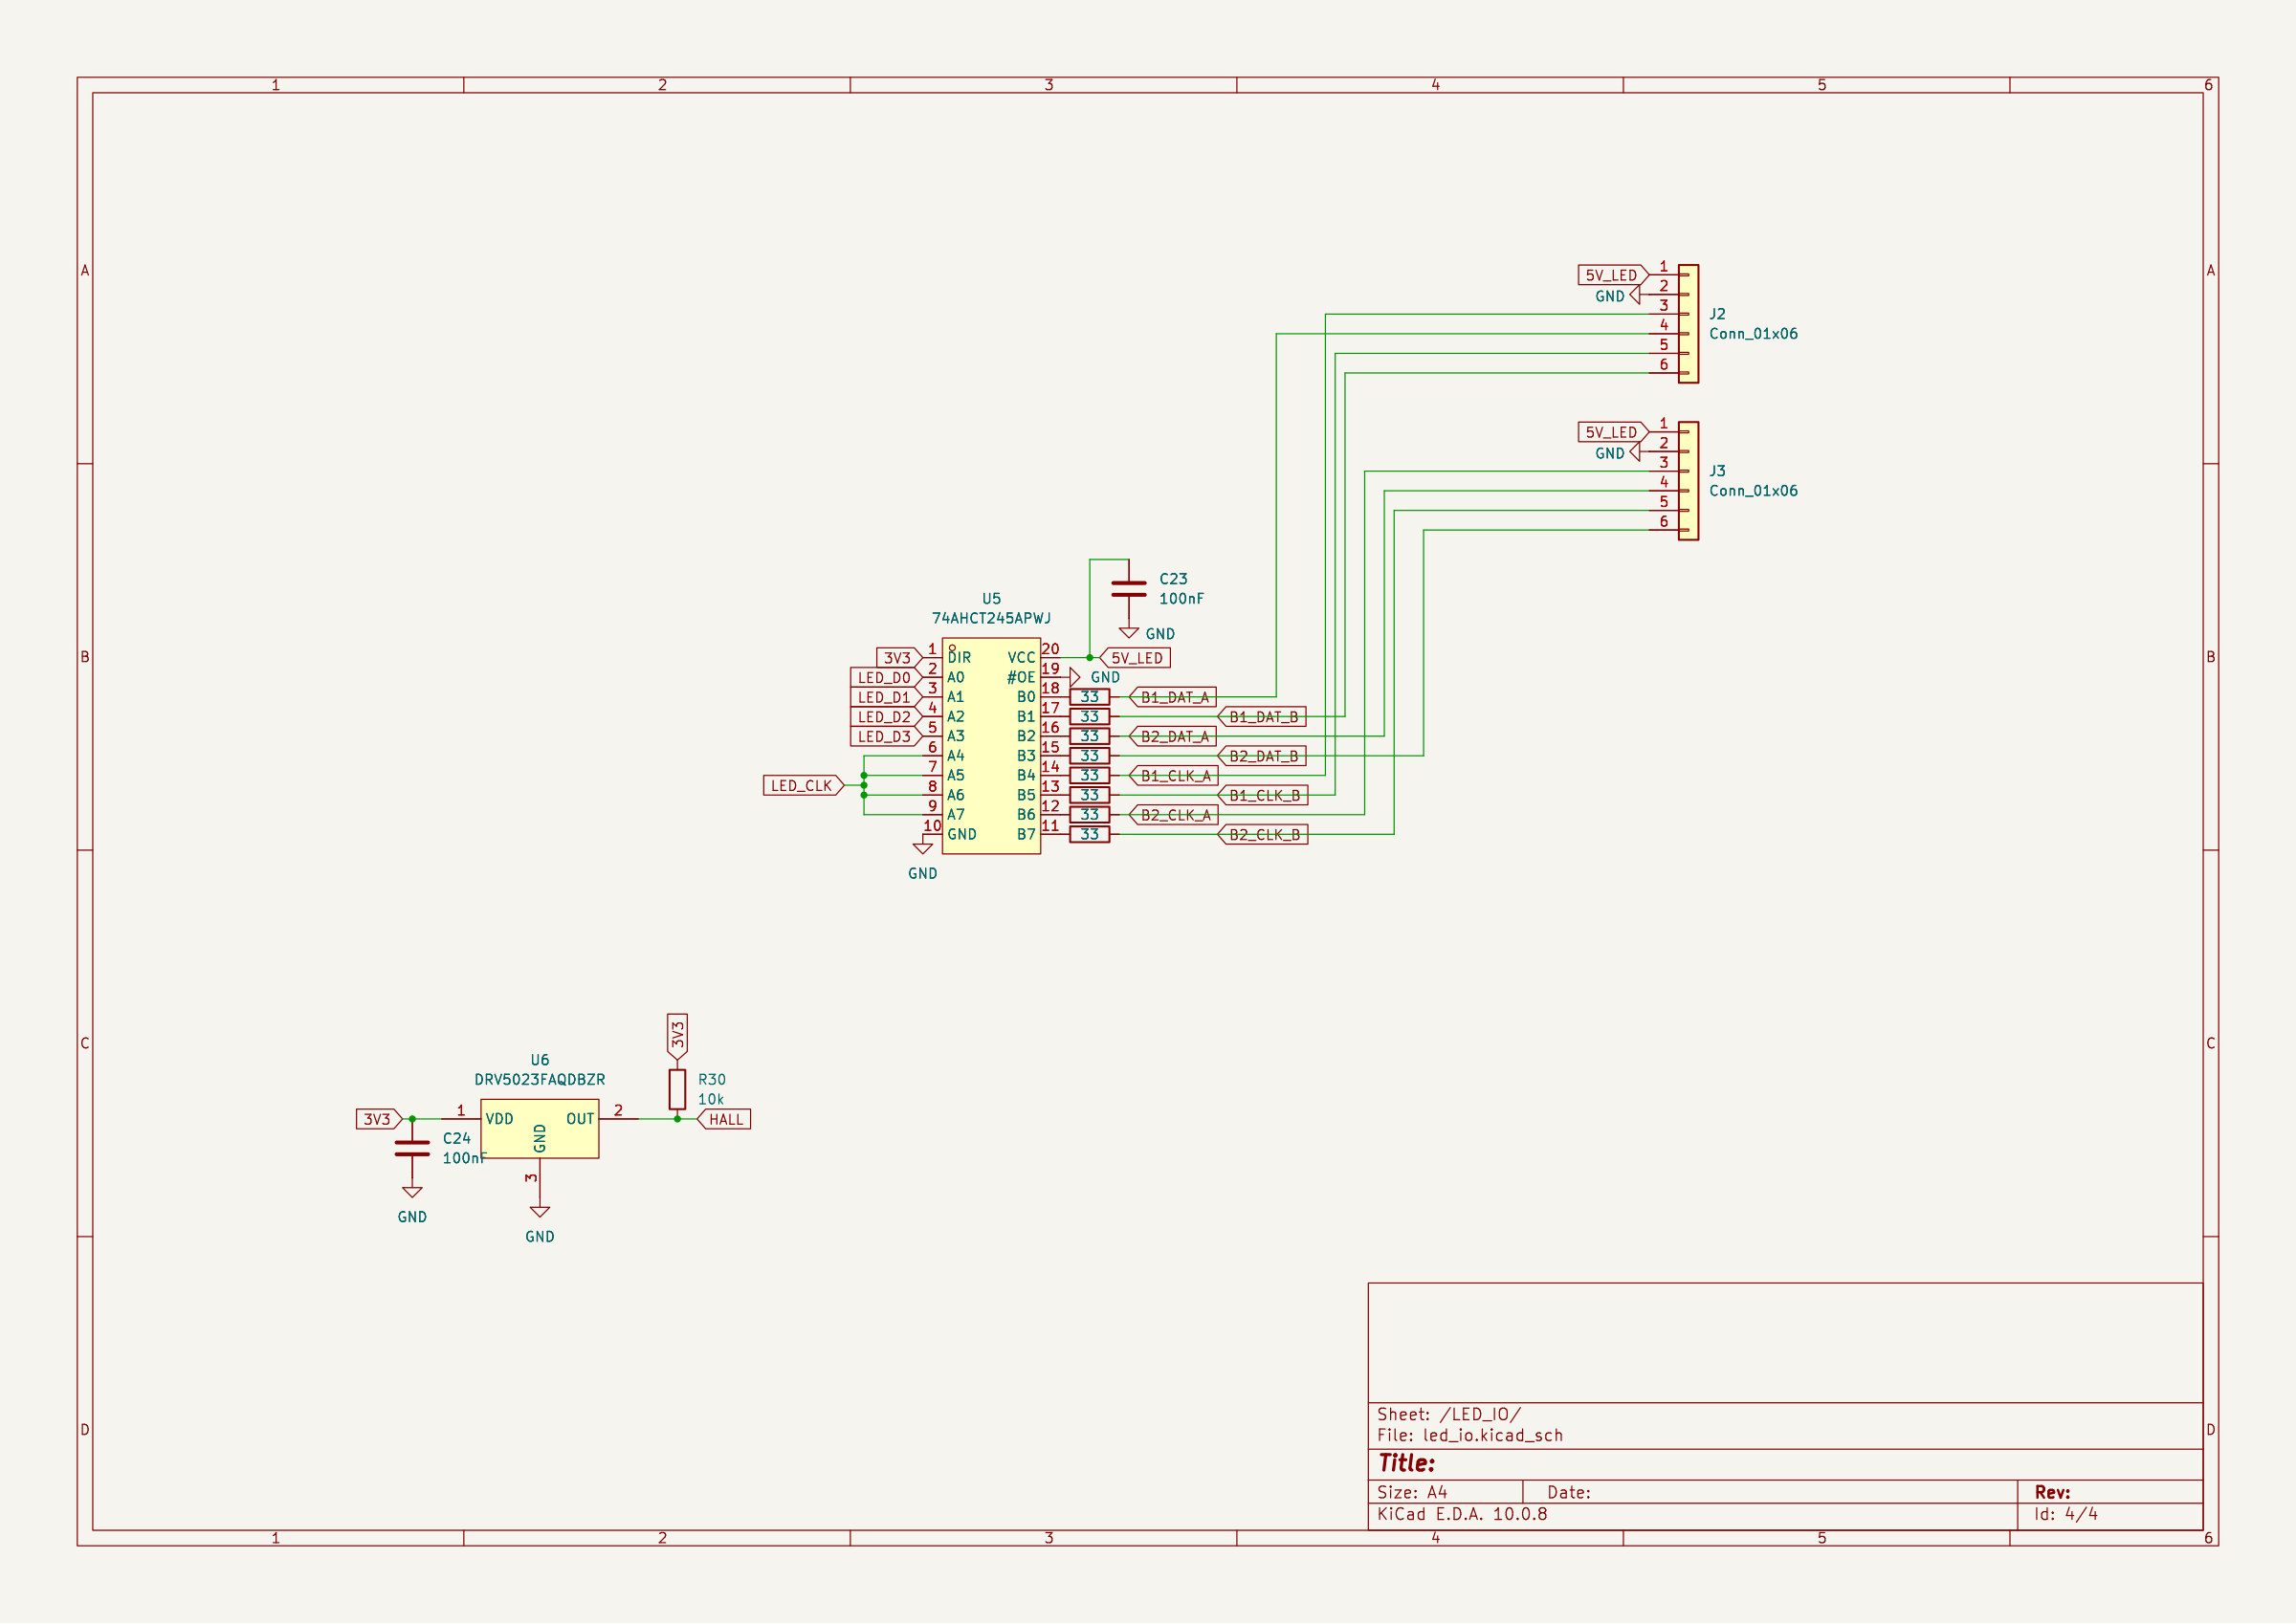 1 2 3 4 5 6
A A
5V_LED 1
GND 2
3
4
5
6
J2
Conn_01x06
5V_LED 1
GND 2
3
4
5
6
J3
Conn_01x06
B B
C23
100nF
GND
U5
74AHCT245APWJ
3V3 1 DIR VCC 20 5V_LED
LED_D0 2 A0 #OE 19 GND
LED_D1 3 A1 B0 18 33 B1_DAT_A
LED_D2 4 A2 B1 17 33 B1_DAT_B
LED_D3 5 A3 B2 16 33 B2_DAT_A
6 A4 B3 15 33 B2_DAT_B
7 A5 B4 14 33 B1_CLK_A
LED_CLK
8 A6 B5 13 33 B1_CLK_B
9 A7 B6 12 33 B2_CLK_A
10 GND B7 11 33 B2_CLK_B
GND
C C
3V3
U6
DRV5023FAQDBZR
R30
10k
3V3 1 VDD OUT 2 HALL
GND
3
C24
100nF
GND
GND
D D
Sheet: /LED_IO/
File: led_io.kicad_sch
Title:
Size: A4 Date: Rev:
KiCad E.D.A. 10.0.8 Id: 4/4
1 2 3 4 5 6